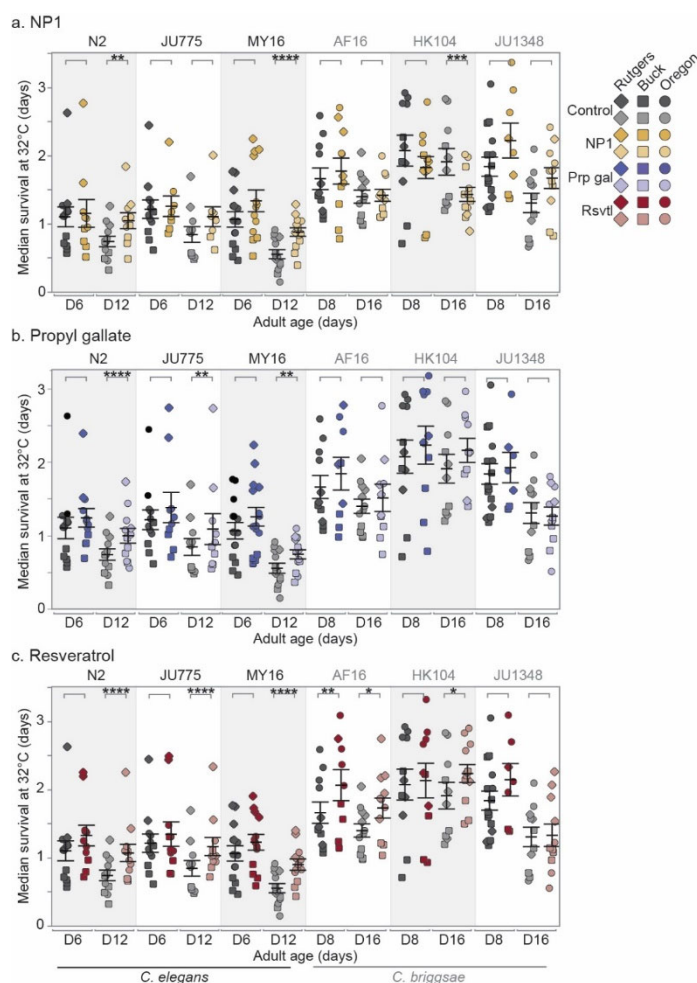 a. NP1
N2 JU775 MY16 AF16 HK104 JU1348
** **** ***
Median survival at 32°C (days)
3
2
1
0
D6 D12 D6 D12 D6 D12 D8 D16 D8 D16 D8 D16
Adult age (days)
Rutgers
Buck
Oregon
Control
NP1
Prp gal
Rsvtl
b. Propyl gallate
N2 JU775 MY16 AF16 HK104 JU1348
**** ** **
Median survival at 32°C (days)
3
2
1
0
D6 D12 D6 D12 D6 D12 D8 D16 D8 D16 D8 D16
Adult age (days)
c. Resveratrol
N2 JU775 MY16 AF16 HK104 JU1348
**** **** **** ** * *
Median survival at 32°C (days)
3
2
1
0
D6 D12 D6 D12 D6 D12 D8 D16 D8 D16 D8 D16
Adult age (days)
C. elegans C. briggsae